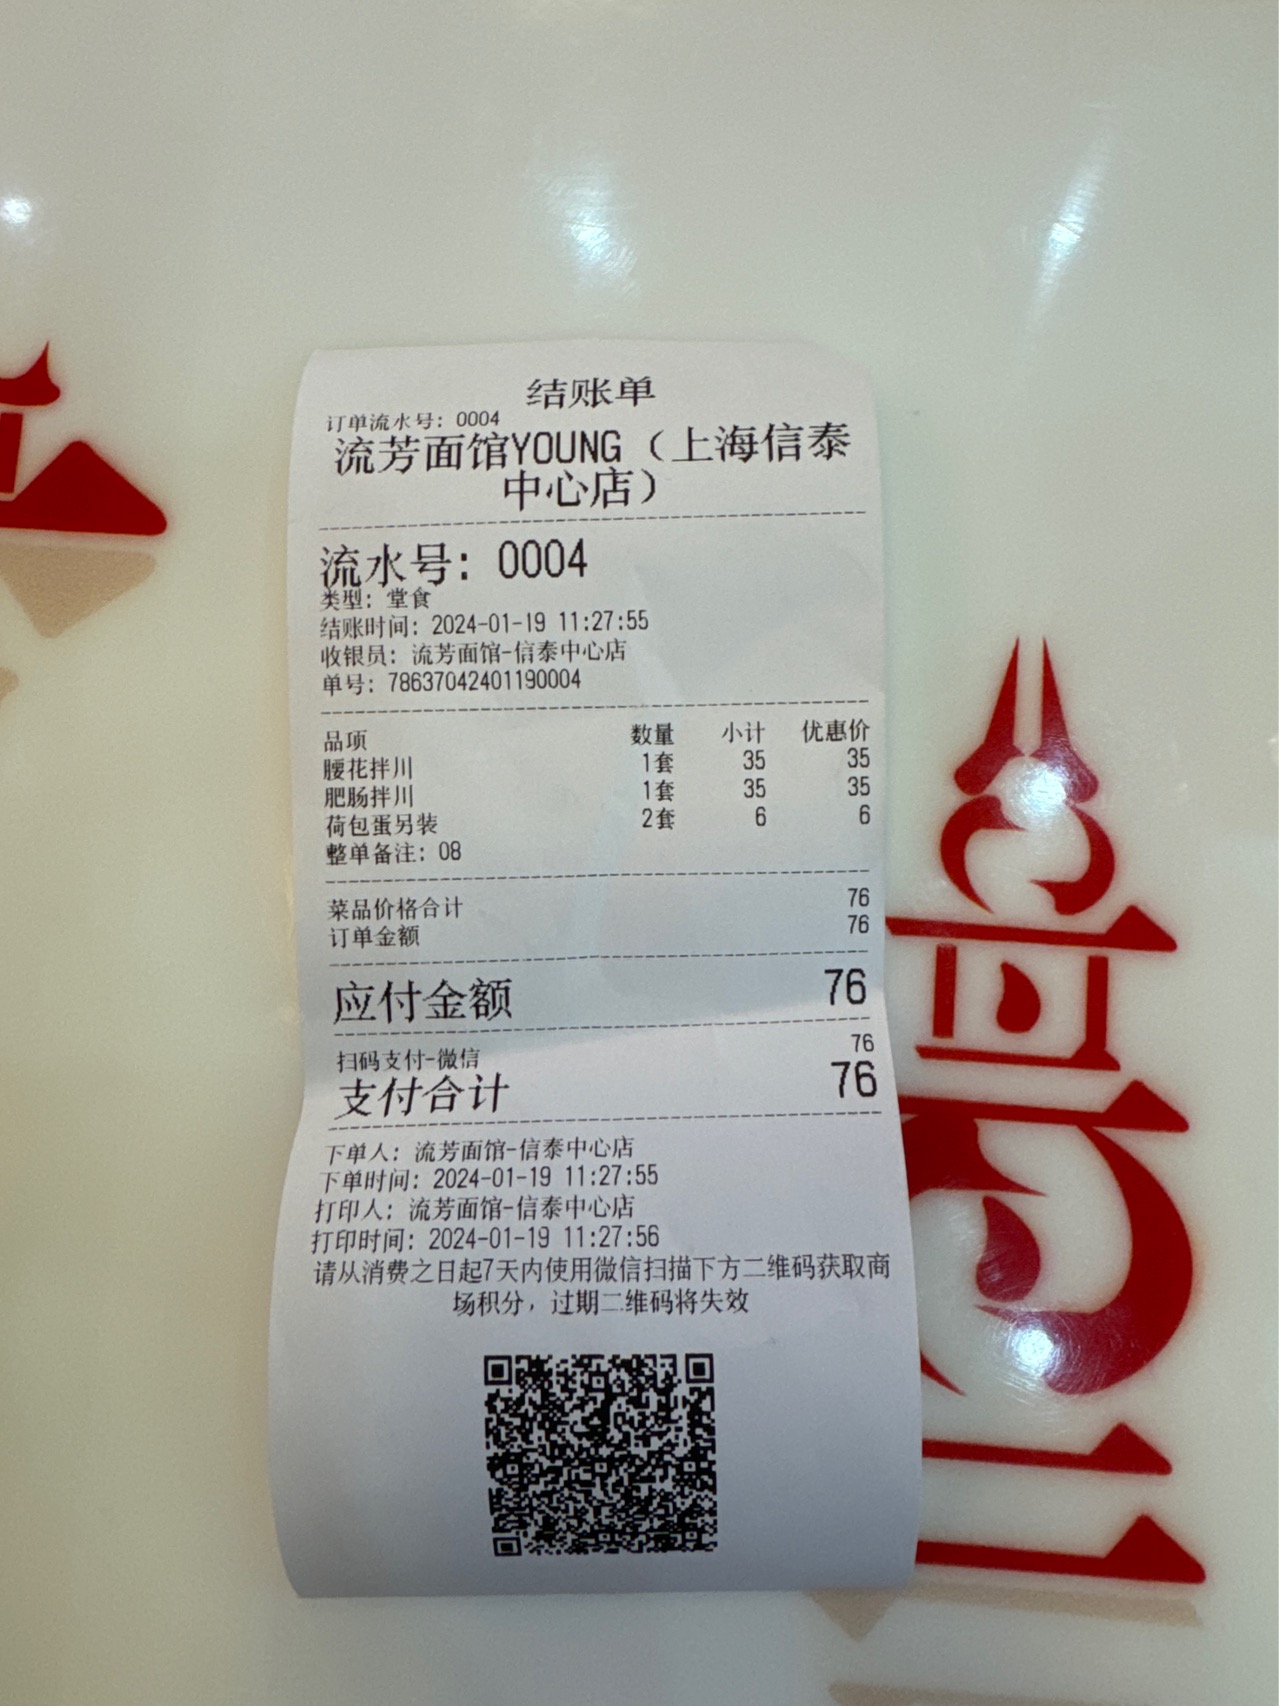 结账单
订单流水号: 0004
流芳面馆YOUNG（上海信泰
中心店）
流水号: 0004
类型: 堂食
结账时间: 2024-01-19 11:27:55
收银员: 流芳面馆-信泰中心店
单号: 78637042401190004
品项 数量 小计 优惠价
腰花拌川 1套 35 35
肥肠拌川 1套 35 35
荷包蛋另装 2套 6 6
整单备注: 08
菜品价格合计 76
订单金额 76
应付金额 76
扫码支付-微信 76
支付合计 76
下单人: 流芳面馆-信泰中心店
下单时间: 2024-01-19 11:27:55
打印人: 流芳面馆-信泰中心店
打印时间: 2024-01-19 11:27:56
请从消费之日起7天内使用微信扫描下方二维码获取商
场积分, 过期二维码将失效